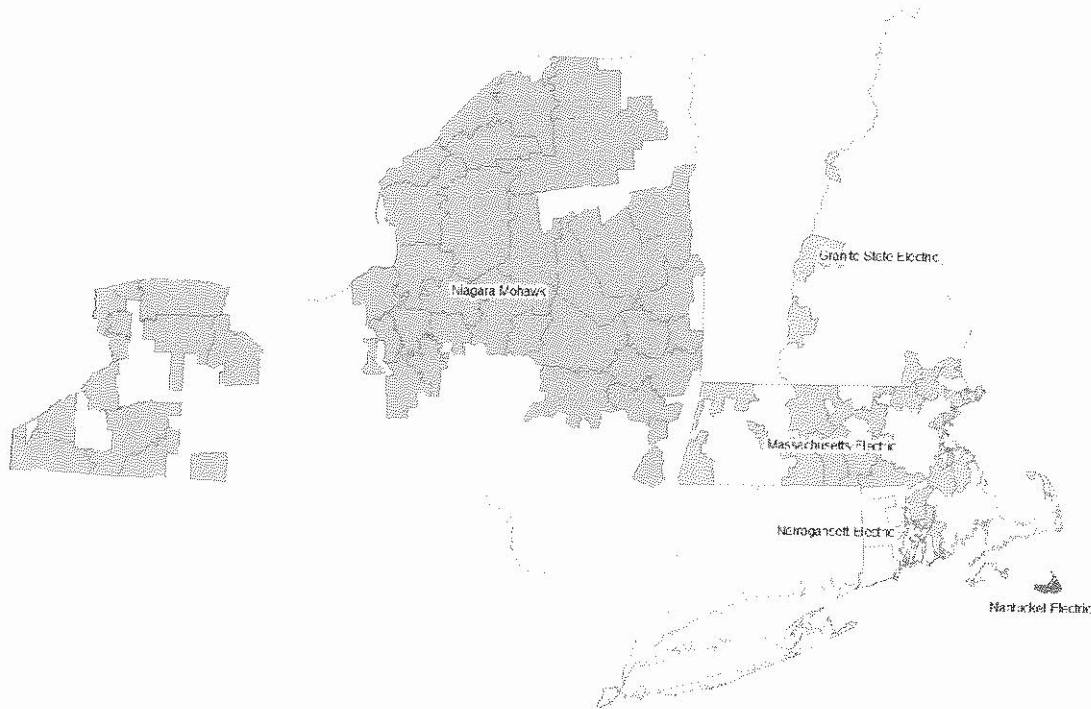 Granite State Electric
Niagara Mohawk
Massachusetts Electric
Narragansett Electric
Nantucket Electric